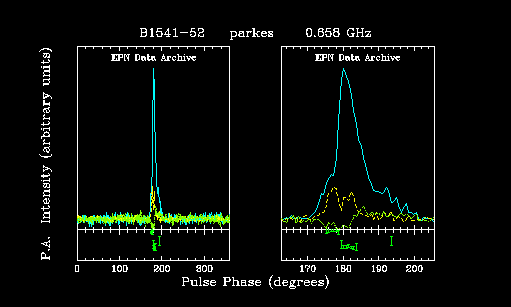 B1541-52 parkes 0.658 GHz
EPN Data Archive EPN Data Archive
P.A. Intensity (arbitrary units)
0 100 200 300 170 180 190 200
Pulse Phase (degrees)